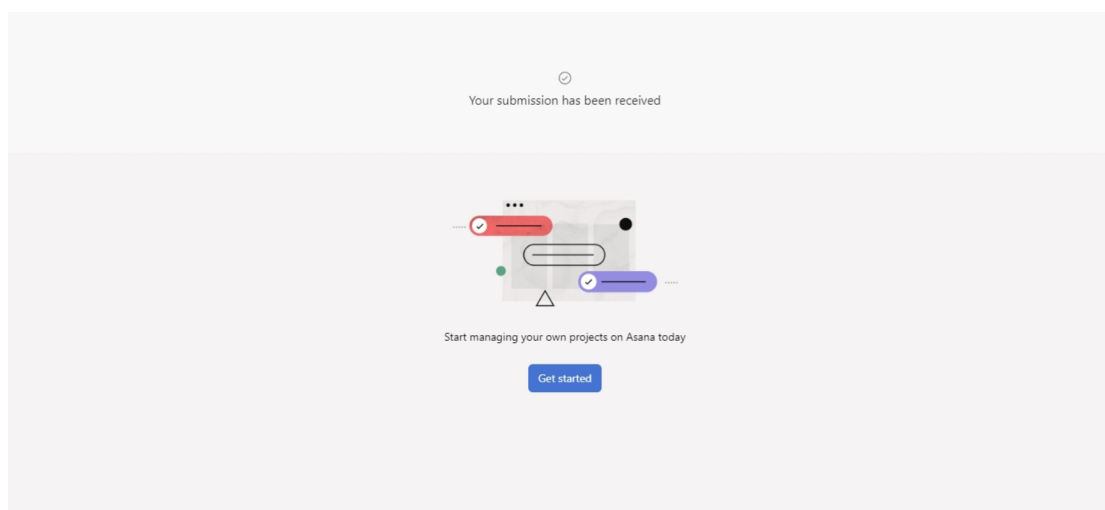 Your submission has been received
Start managing your own projects on Asana today
Get started